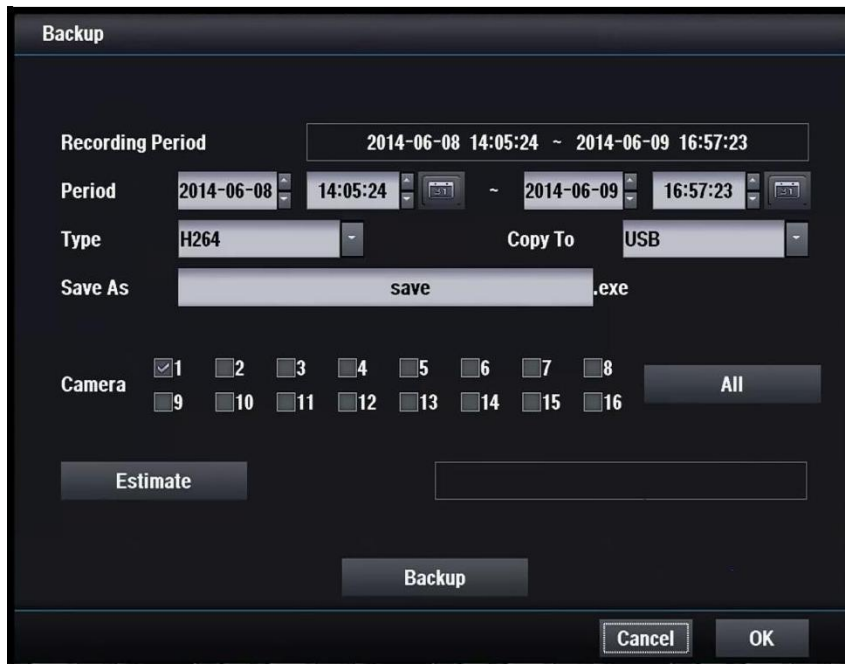 Backup
Recording Period 2014-06-08 14:05:24 ~ 2014-06-09 16:57:23
Period 2014-06-08 14:05:24 31 ~ 2014-06-09 16:57:23 31
Type H264 Copy To USB
Save As save .exe
1 2 3 4 5 6 7 8
Camera All
9 10 11 12 13 14 15 16
Estimate
Backup
Cancel OK